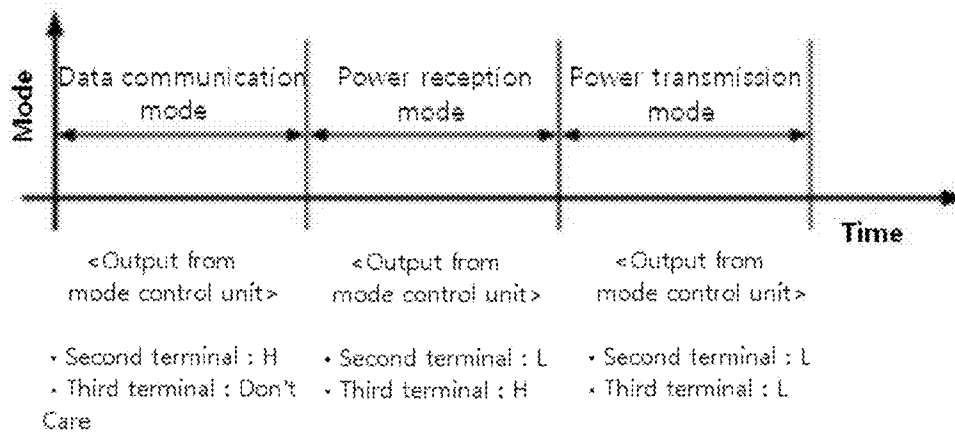 Mode
Data communication
mode
Power reception
mode
Power transmission
mode
Time
<Output from
mode control unit>
• Second terminal : H
• Third terminal : Don't
Care
<Output from
mode control unit>
• Second terminal : L
• Third terminal : H
<Output from
mode control unit>
• Second terminal : L
• Third terminal : L